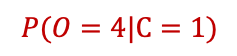 P(O = 4|C = 1)